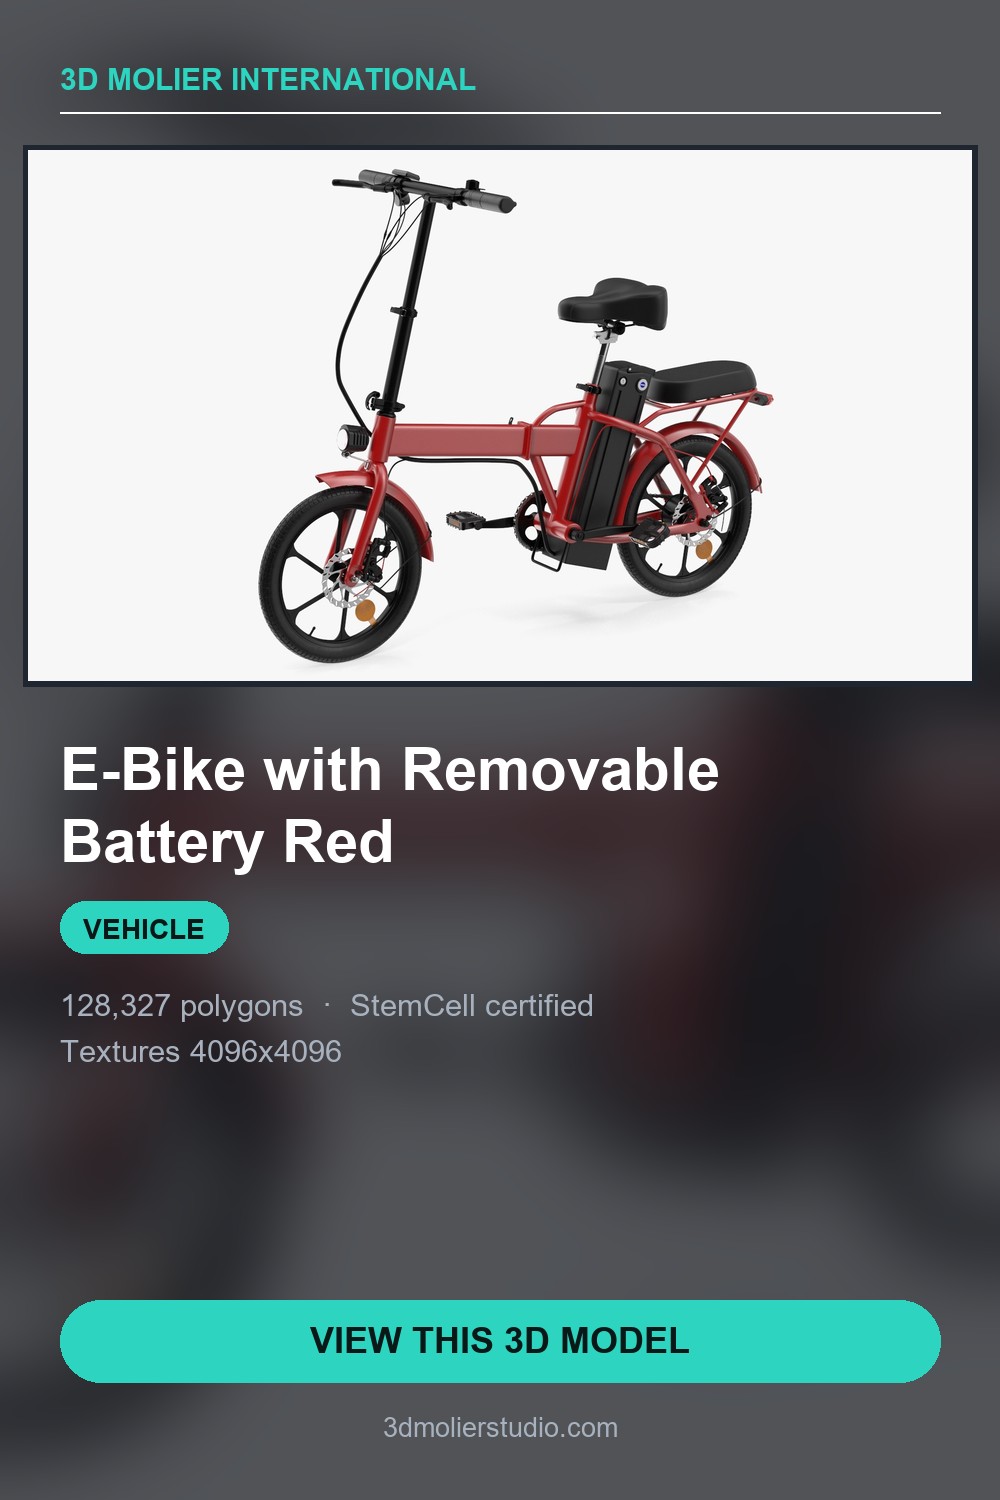 3D MOLIER INTERNATIONAL
E-Bike with Removable
Battery Red
VEHICLE
128,327 polygons · StemCell certified
Textures 4096x4096
VIEW THIS 3D MODEL
3dmolierstudio.com